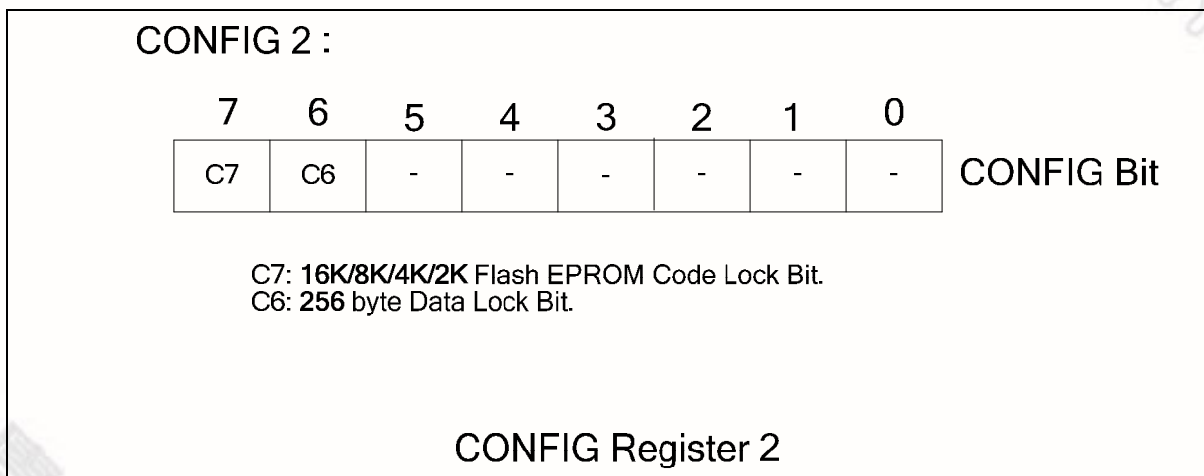 CONFIG 2 :
7 6 5 4 3 2 1 0
C7 C6 - - - - - - CONFIG Bit
C7: 16K/8K/4K/2K Flash EPROM Code Lock Bit.
C6: 256 byte Data Lock Bit.
CONFIG Register 2